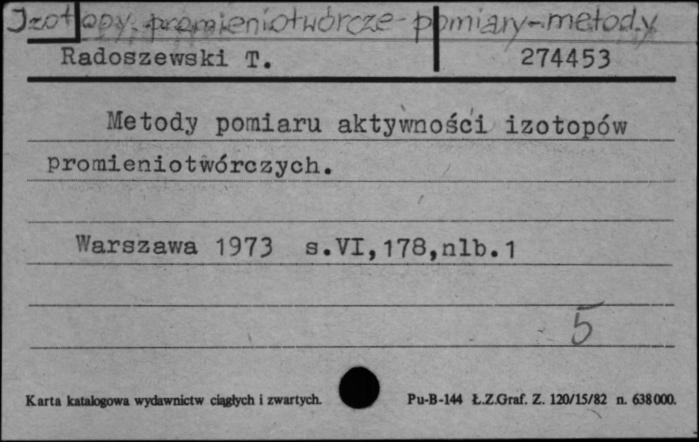 Izotopy promieniotwórcze - pomiary - metody
Radoszewski T.
274453
Metody pomiaru aktywności izotopów
promieniotwórczych.
Warszawa 1973 s.VI,178,nlb.1
5
Karta katalogowa wydawnictw ciągłych i zwartych.
Pu-B-144 Ł.Z.Graf. Z. 120/15/82 n. 638000.